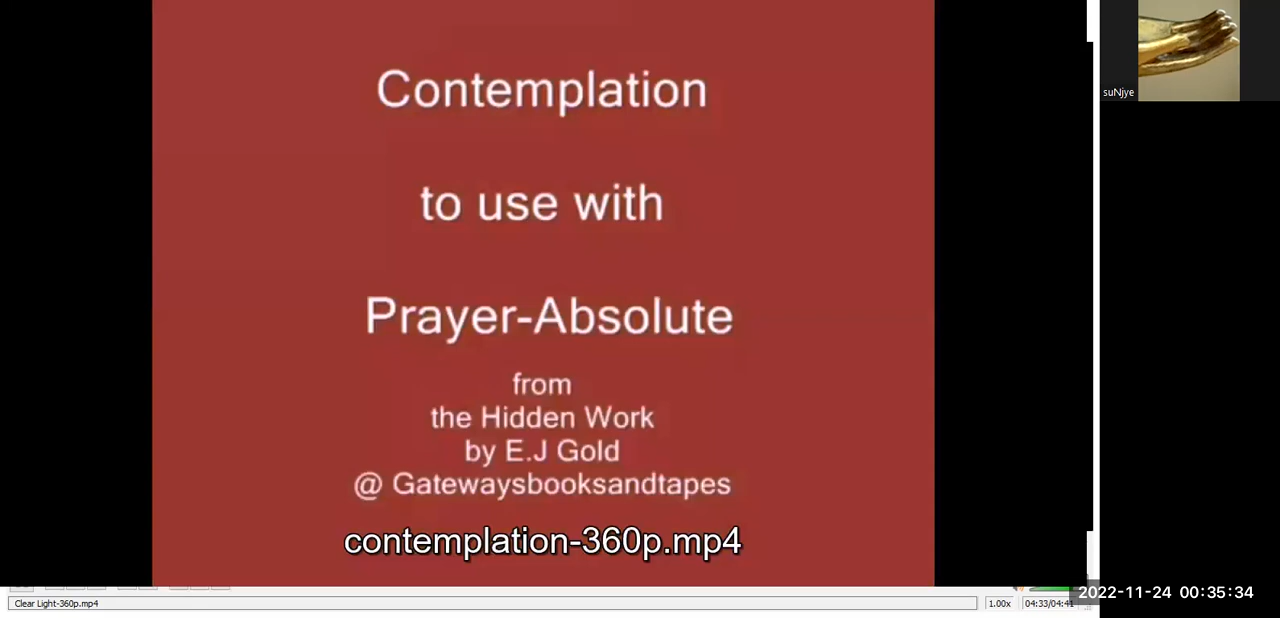 Contemplation
to use with
Prayer-Absolute
from
the Hidden Work
by E.J Gold
@ Gatewaysbooksandtapes
contemplation-360p.mp4
suNjye
Clear Light-360p.mp4
1.00x
04:33/04:41
2022-11-24 00:35:34